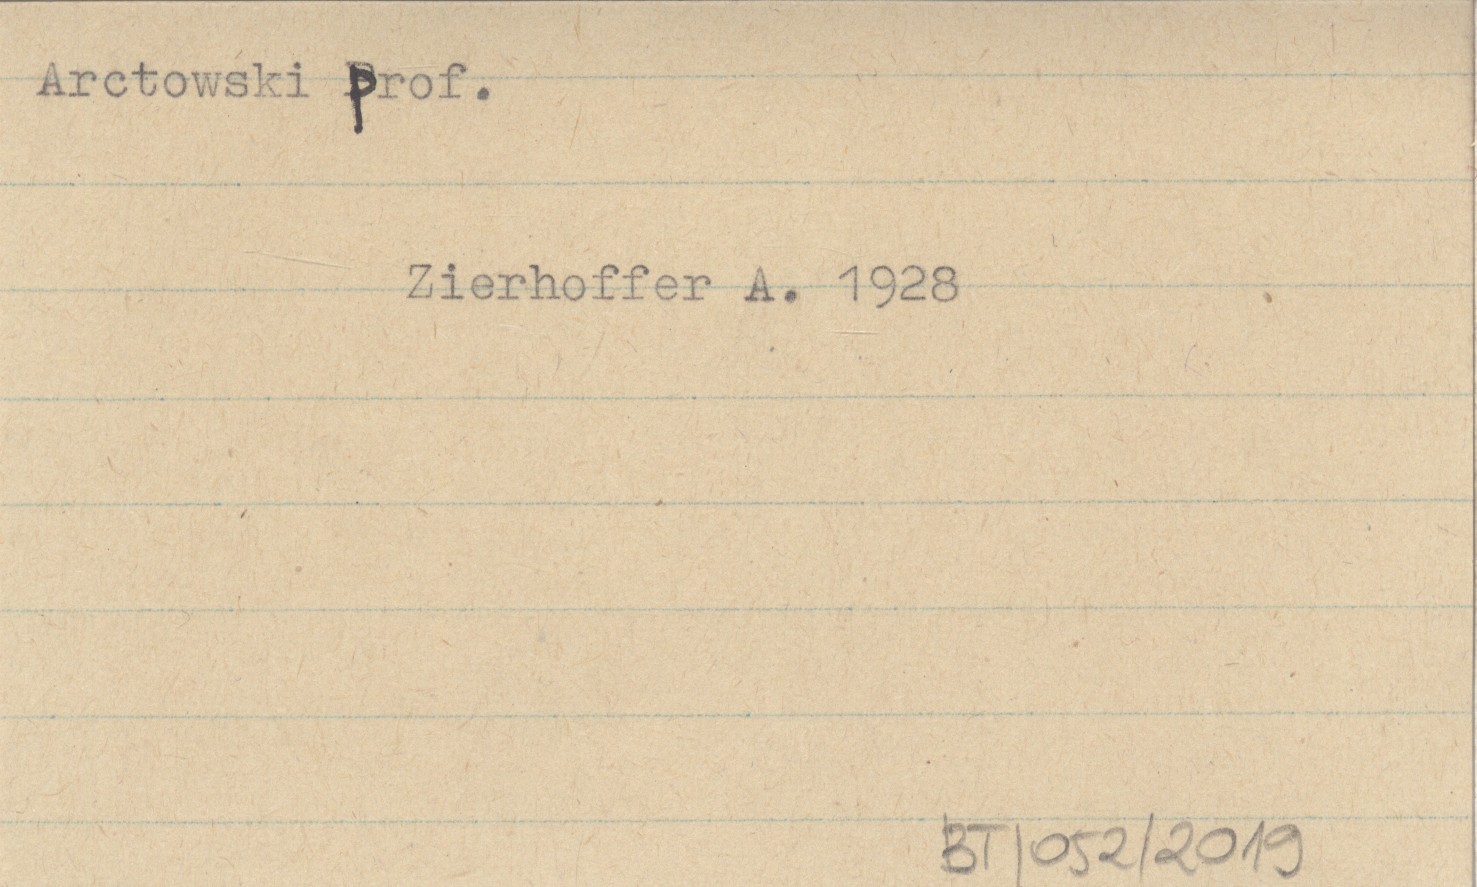 Arctowski prof.
Zierhoffer A. 1928
BT/052/2019